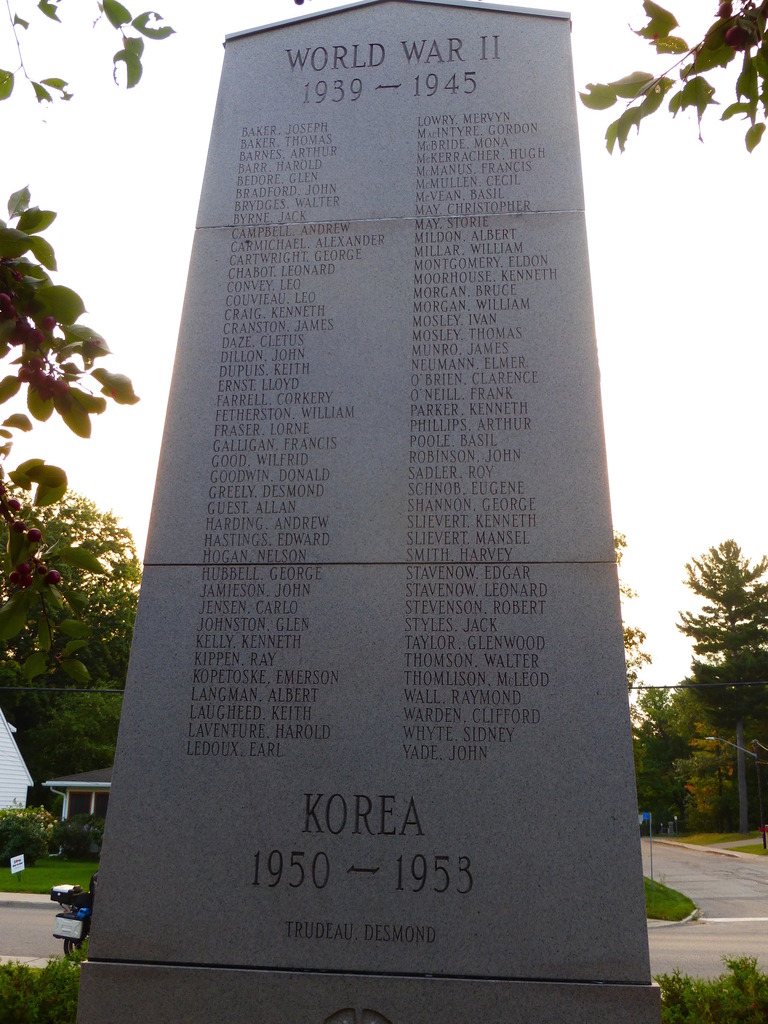 WORLD WAR II
1939 — 1945
BAKER, JOSEPH
BAKER, THOMAS
BARNES, ARTHUR
BARR, HAROLD
BEDORE, GLEN
BRADFORD, JOHN
BRYDGES, WALTER
BYRNE, JACK
CAMPBELL, ANDREW
CARMICHAEL, ALEXANDER
CARTWRIGHT, GEORGE
CHABOT, LEONARD
CONVEY, LEO
COUVIEAU, LEO
CRAIG, KENNETH
CRANSTON, JAMES
DAZE, CLETUS
DILLON, JOHN
DUPUIS, KEITH
ERNST, LLOYD
FARRELL, CORKERY
FETHERSTON, WILLIAM
FRASER, LORNE
GALLIGAN, FRANCIS
GOOD, WILFRID
GOODWIN, DONALD
GREELY, DESMOND
GUEST, ALLAN
HARDING, ANDREW
HASTINGS, EDWARD
HOGAN, NELSON
HUBBELL, GEORGE
JAMIESON, JOHN
JENSEN, CARLO
JOHNSTON, GLEN
KELLY, KENNETH
KIPPEN, RAY
KOPETOSKE, EMERSON
LANGMAN, ALBERT
LAUGHEED, KEITH
LAVENTURE, HAROLD
LEDOUX, EARL
LOWRY, MERVYN
MacINTYRE, GORDON
McBRIDE, MONA
McKERRACHER, HUGH
McMANUS, FRANCIS
McMULLEN, CECIL
McVEAN, BASIL
MAY, CHRISTOPHER
MAY, STORIE
MILDON, ALBERT
MILLAR, WILLIAM
MONTGOMERY, ELDON
MOORHOUSE, KENNETH
MORGAN, BRUCE
MORGAN, WILLIAM
MOSLEY, IVAN
MOSLEY, THOMAS
MUNRO, JAMES
NEUMANN, ELMER
O'BRIEN, CLARENCE
O'NEILL, FRANK
PARKER, KENNETH
PHILLIPS, ARTHUR
POOLE, BASIL
ROBINSON, JOHN
SADLER, ROY
SCHNOB, EUGENE
SHANNON, GEORGE
SLIEVERT, KENNETH
SLIEVERT, MANSEL
SMITH, HARVEY
STAVENOW, EDGAR
STAVENOW, LEONARD
STEVENSON, ROBERT
STYLES, JACK
TAYLOR, GLENWOOD
THOMSON, WALTER
THOMLISON, McLEOD
WALL, RAYMOND
WARDEN, CLIFFORD
WHYTE, SIDNEY
YADE, JOHN
KOREA
1950 — 1953
TRUDEAU, DESMOND